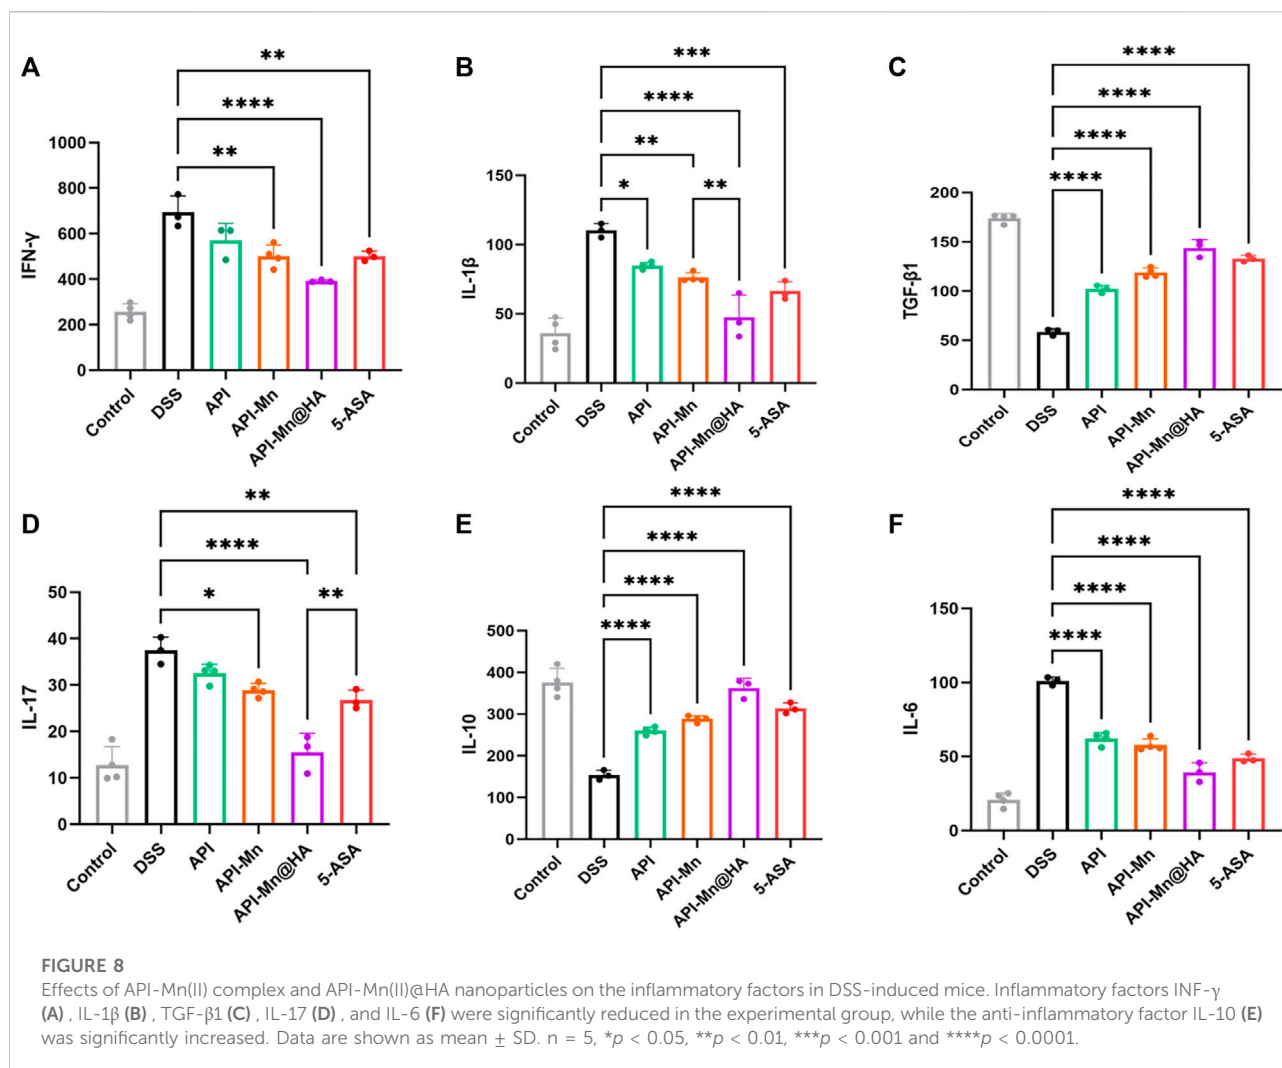 A
**
****
**
IFN-γ
1000
800
600
400
200
0
Control
DSS
API
API-Mn
API-Mn@HA
5-ASA
B
***
****
**
*
**
IL-1β
150
100
50
0
Control
DSS
API
API-Mn
API-Mn@HA
5-ASA
C
****
****
****
****
TGF-β1
200
150
100
50
0
Control
DSS
API
API-Mn
API-Mn@HA
5-ASA
D
**
****
*
**
IL-17
50
40
30
20
10
0
Control
DSS
API
API-Mn
API-Mn@HA
5-ASA
E
****
****
****
****
IL-10
500
400
300
200
100
0
Control
DSS
API
API-Mn
API-Mn@HA
5-ASA
F
****
****
****
****
IL-6
150
100
50
0
Control
DSS
API
API-Mn
API-Mn@HA
5-ASA
FIGURE 8
Effects of API-Mn(II) complex and API-Mn(II)@HA nanoparticles on the inflammatory factors in DSS-induced mice. Inflammatory factors INF-γ
(A) , IL-1β (B) , TGF-β1 (C) , IL-17 (D) , and IL-6 (F) were significantly reduced in the experimental group, while the anti-inflammatory factor IL-10 (E)
was significantly increased. Data are shown as mean ± SD. n = 5, *p < 0.05, **p < 0.01, ***p < 0.001 and ****p < 0.0001.